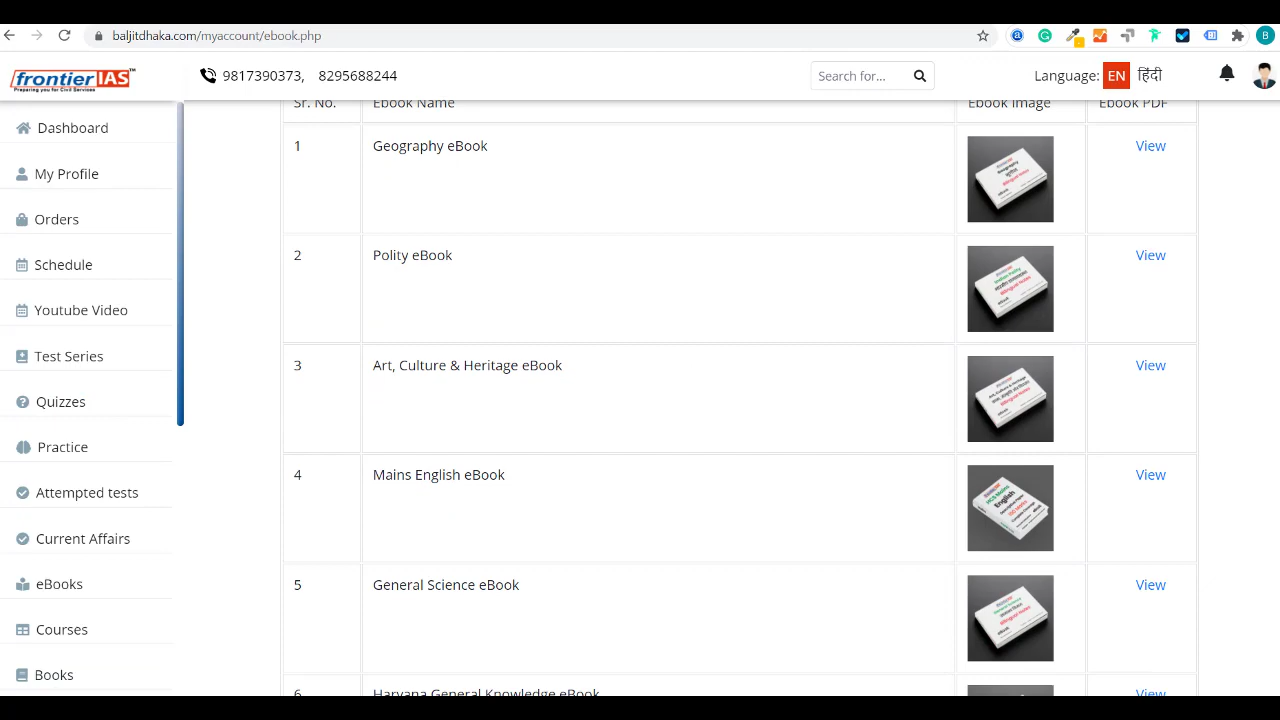 baljitdhaka.com/myaccount/ebook.php
B
frontier IAS™
Preparing you for Civil Services
9817390373, 8295688244
Search for...
Language: EN हिंदी
Dashboard
My Profile
Orders
Schedule
Youtube Video
Test Series
Quizzes
Practice
Attempted tests
Current Affairs
eBooks
Courses
Books
Sr. No. Ebook Name Ebook Image Ebook PDF
1 Geography eBook View
2 Polity eBook View
3 Art, Culture & Heritage eBook View
4 Mains English eBook View
5 General Science eBook View
6 Haryana General Knowledge eBook View